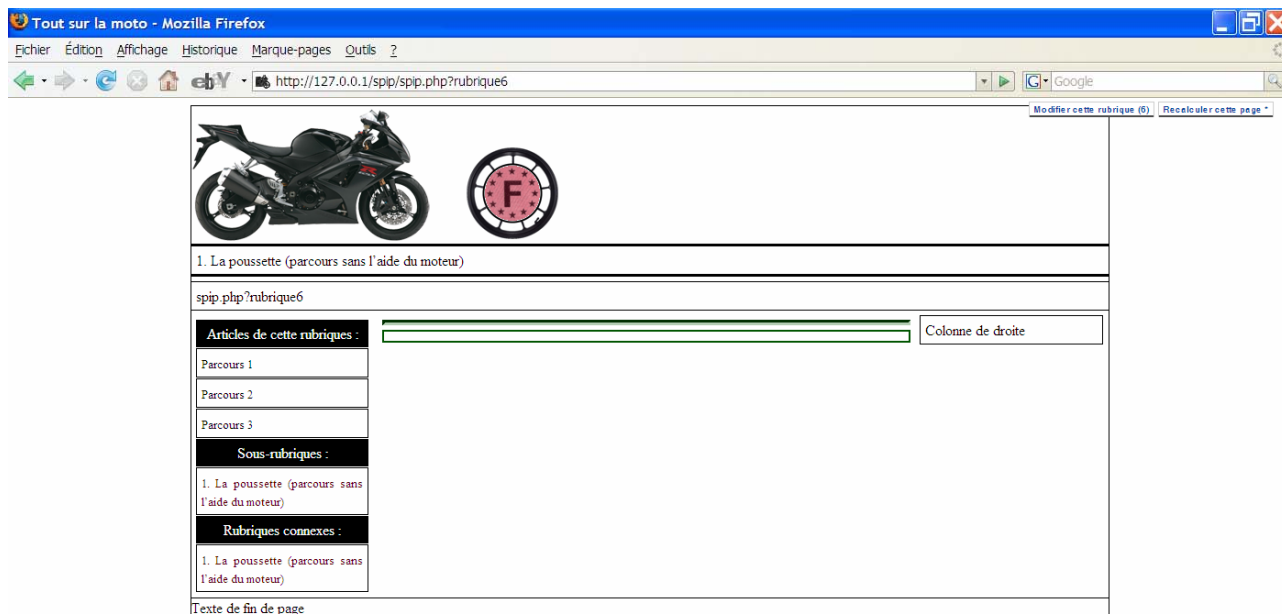 Tout sur la moto - Mozilla Firefox
Fichier Édition Affichage Historique Marque-pages Outils ?
ebY http://127.0.0.1/spip/spip.php?rubrique6 G Google
Modifier cette rubrique (6) Recalculer cette page *
R
F
1. La poussette (parcours sans l'aide du moteur)
spip.php?rubrique6
Articles de cette rubriques :
Colonne de droite
Parcours 1
Parcours 2
Parcours 3
Sous-rubriques :
1. La poussette (parcours sans
l'aide du moteur)
Rubriques connexes :
1. La poussette (parcours sans
l'aide du moteur)
Texte de fin de page